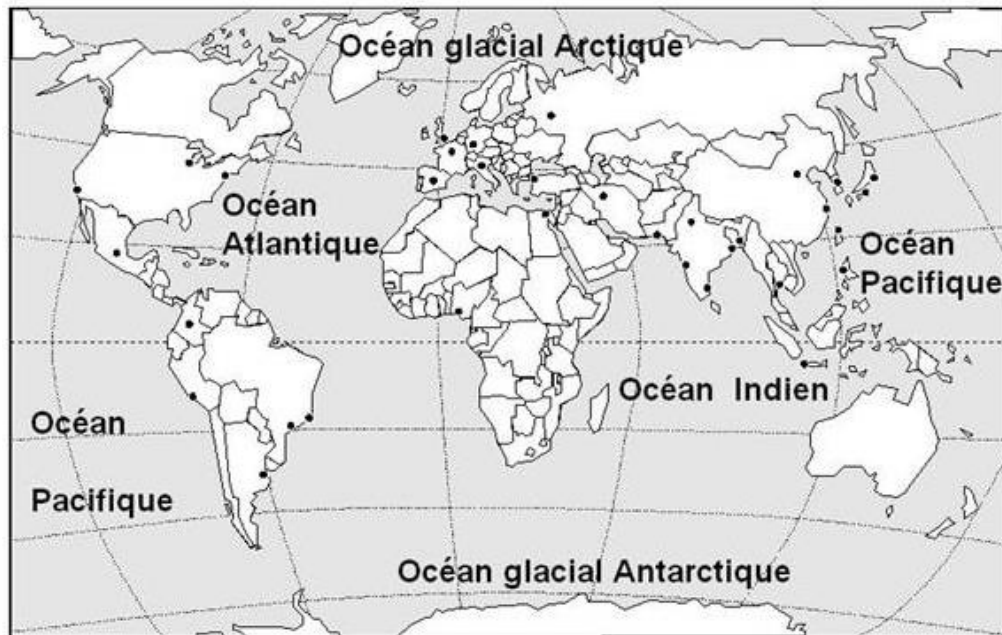 Océan glacial Arctique
Océan
Atlantique
Océan
Pacifique
Océan Indien
Océan
Pacifique
Océan glacial Antarctique